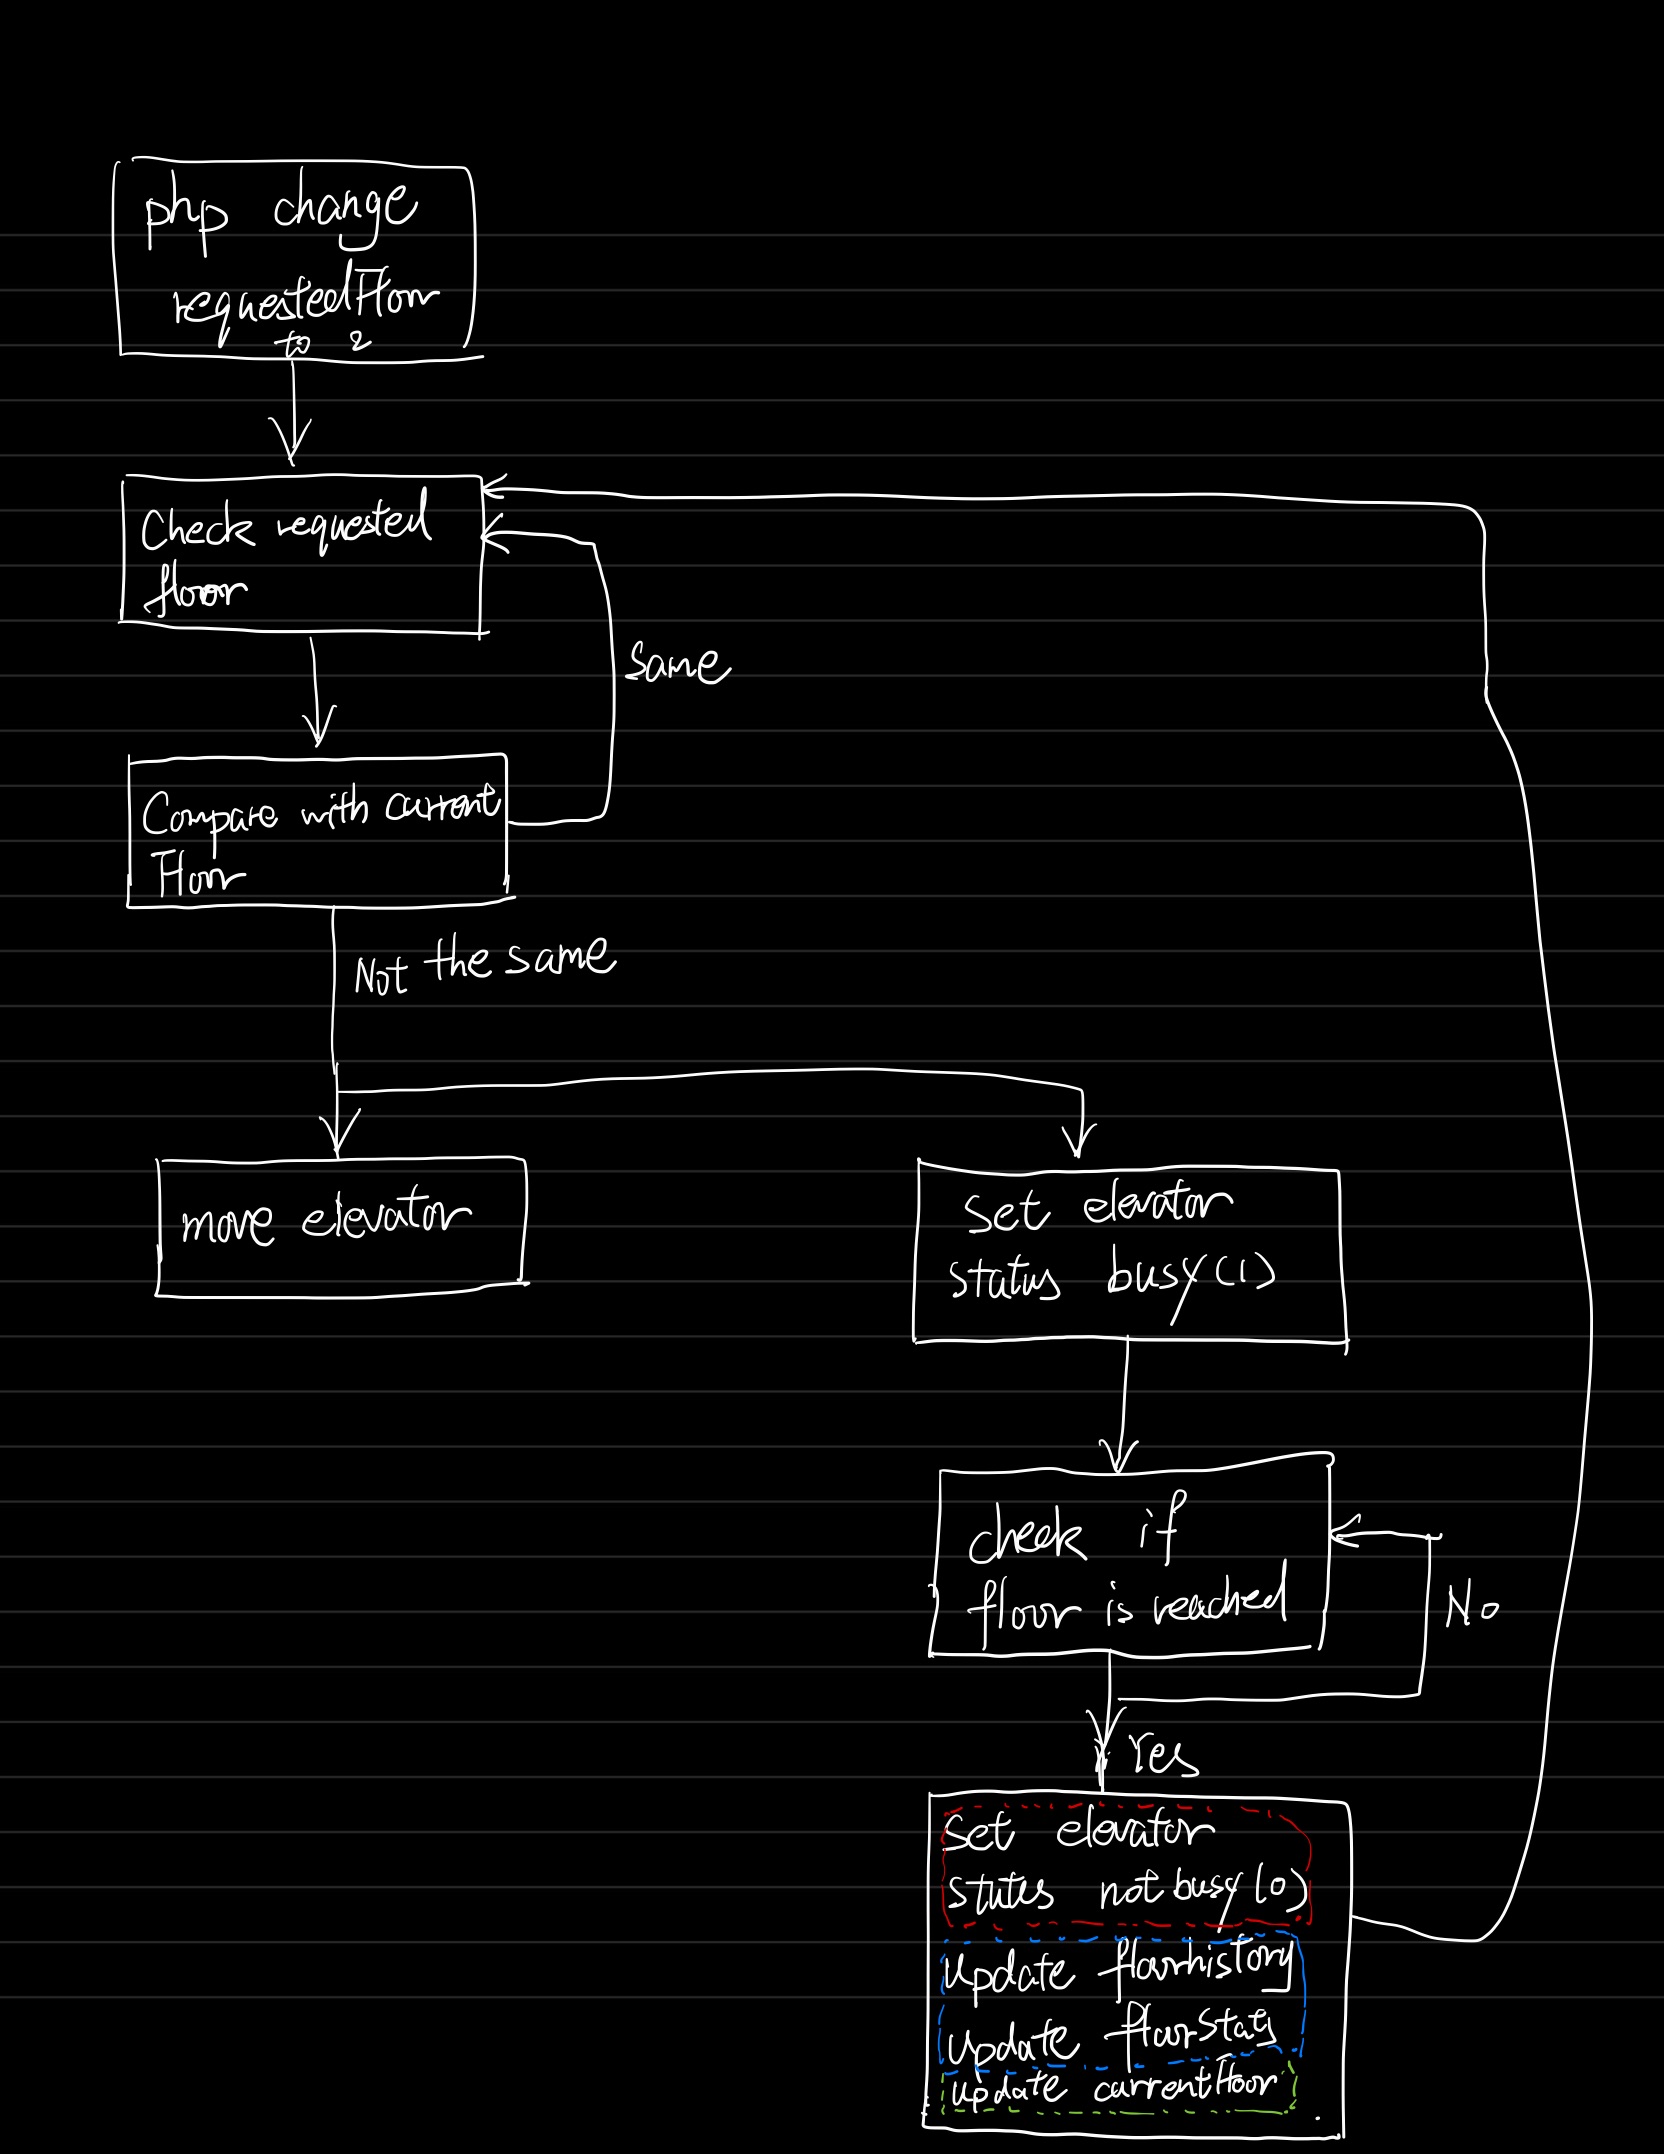 php change
requestedFloor
to 2
Check requested
floor
Same
Compare with current
Floor
Not the same
move elevator
Set elevator
status busy(1)
check if
floor is reached
No
Yes
Set elevator
status not busy(0)
update floorhistory
update floorStats
update currentFloor